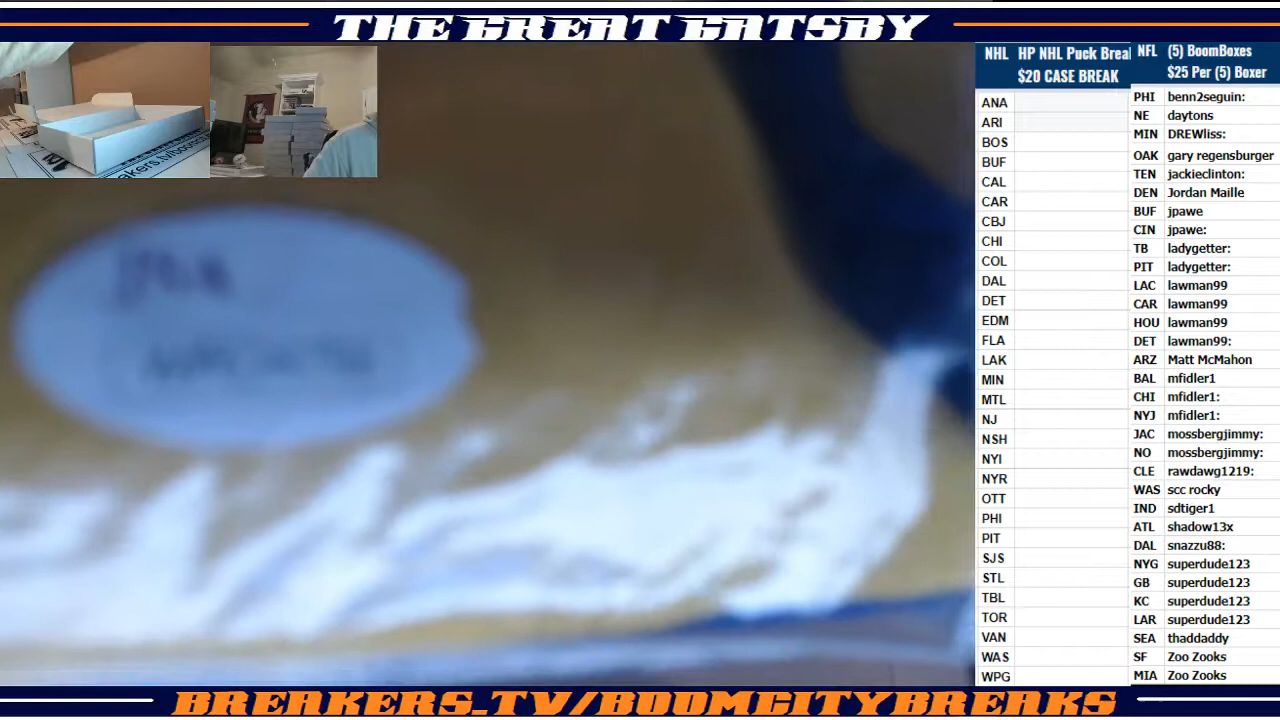 THE GREAT GATSBY
NHL HP NHL Puck Brea
$20 CASE BREAK
ANA
ARI
BOS
BUF
CAL
CAR
CBJ
CHI
COL
DAL
DET
EDM
FLA
LAK
MIN
MTL
NJ
NSH
NYI
NYR
OTT
PHI
PIT
SJS
STL
TBL
TOR
VAN
WAS
WPG
NFL (5) BoomBoxes
$25 Per (5) Boxer
PHI benn2seguin:
NE daytons
MIN DREWliss:
OAK gary regensburger
TEN jackieclinton:
DEN Jordan Maille
BUF jpawe
CIN jpawe:
TB ladygetter:
PIT ladygetter:
LAC lawman99
CAR lawman99
HOU lawman99
DET lawman99:
ARZ Matt McMahon
BAL mfidler1
CHI mfidler1:
NYJ mfidler1:
JAC mossbergjimmy:
NO mossbergjimmy:
CLE rawdawg1219:
WAS scc rocky
IND sdtiger1
ATL shadow13x
DAL snazzu88:
NYG superdude123
GB superdude123
KC superdude123
LAR superdude123
SEA thaddaddy
SF Zoo Zooks
MIA Zoo Zooks
BREAKERS.TV/BOOMCITYBREAKS